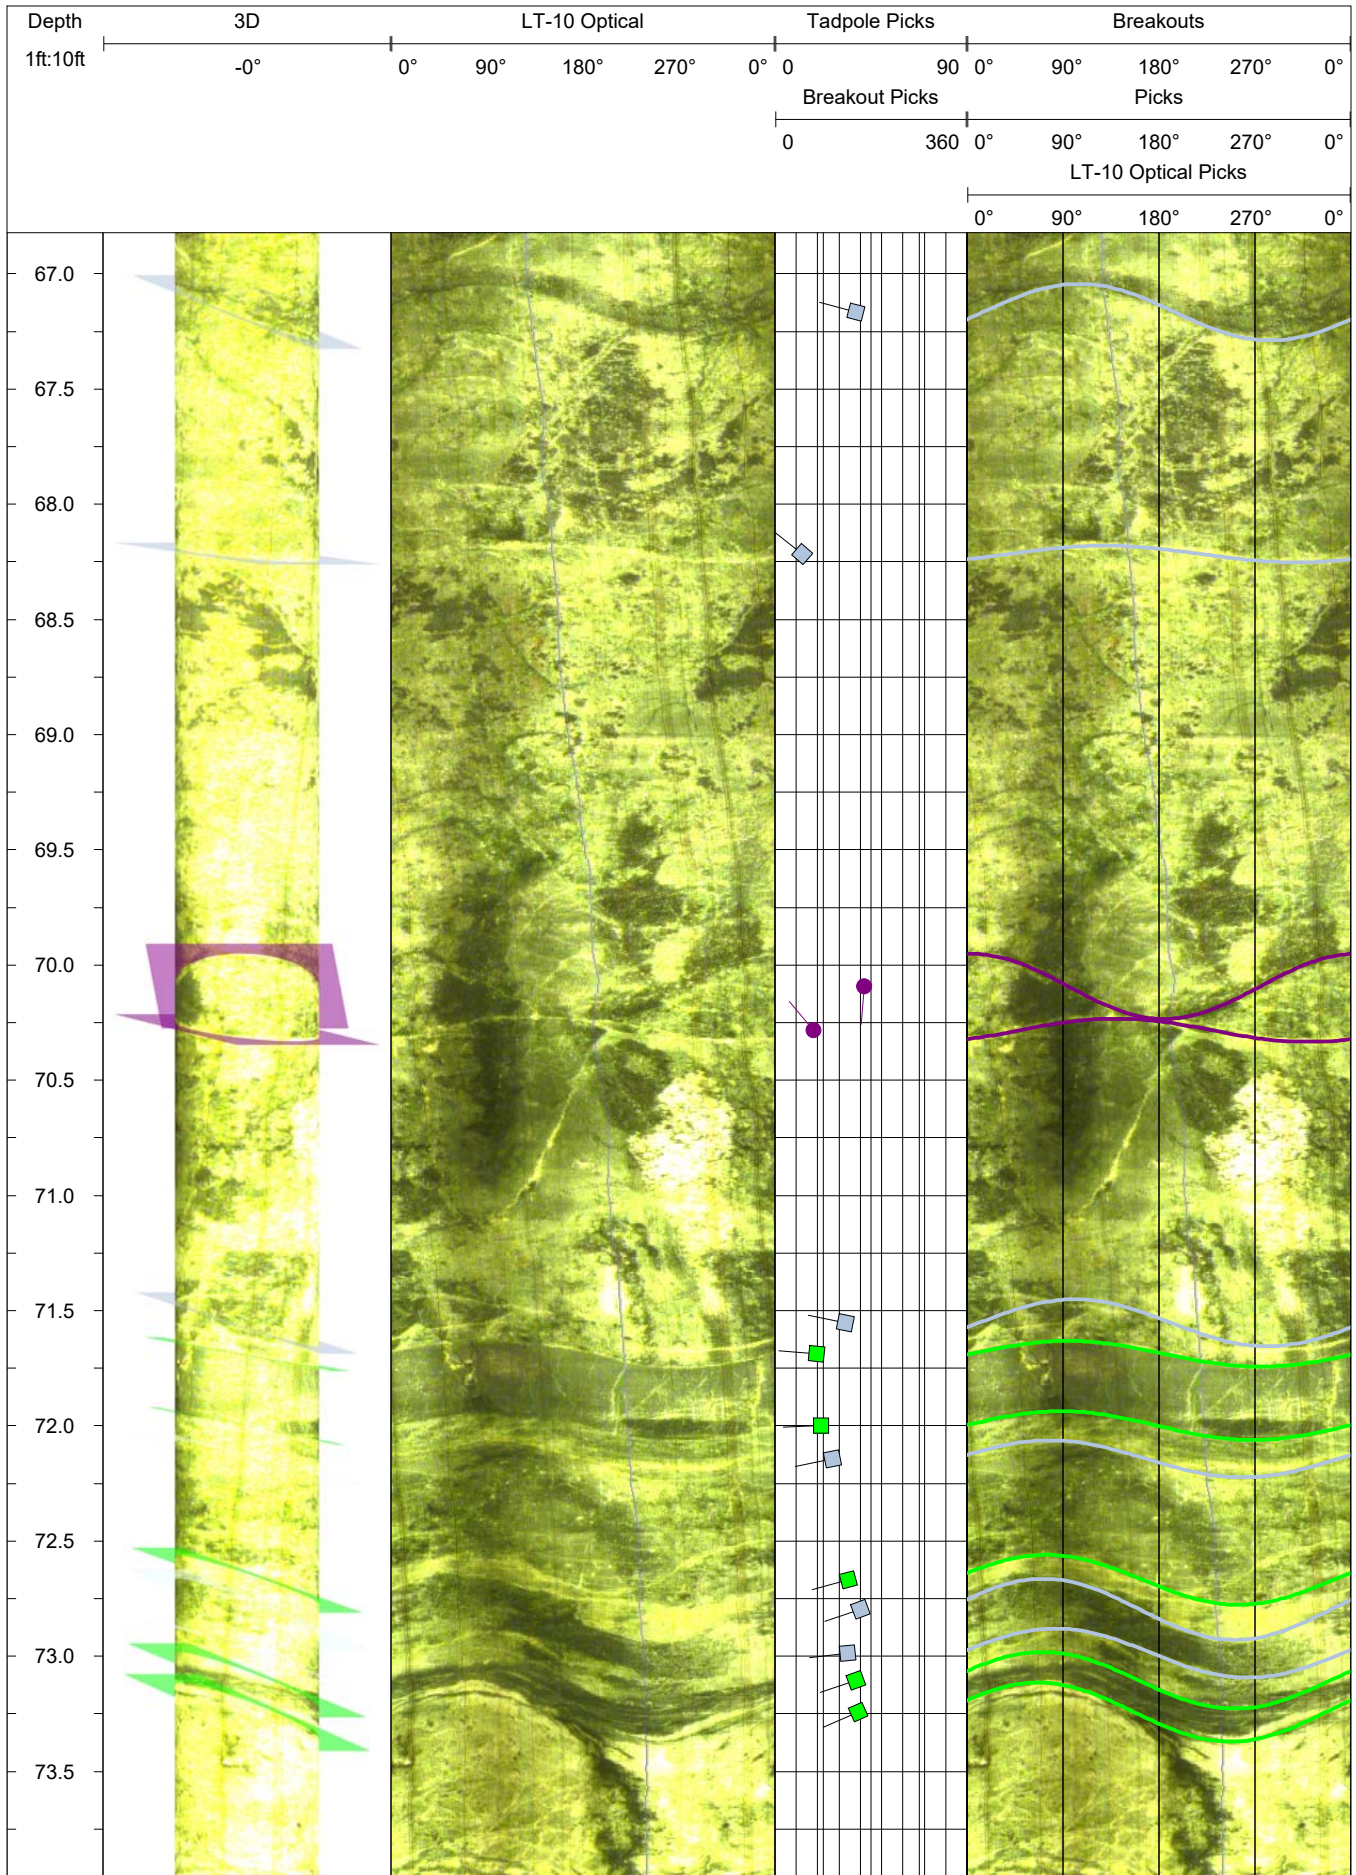 Depth 3D LT-10 Optical Tadpole Picks Breakouts
1ft:10ft -0° 0° 90° 180° 270° 0° 0 90 0° 90° 180° 270° 0°
Breakout Picks Picks
0 360 0° 90° 180° 270° 0°
LT-10 Optical Picks
0° 90° 180° 270° 0°
67.0
67.5
68.0
68.5
69.0
69.5
70.0
70.5
71.0
71.5
72.0
72.5
73.0
73.5